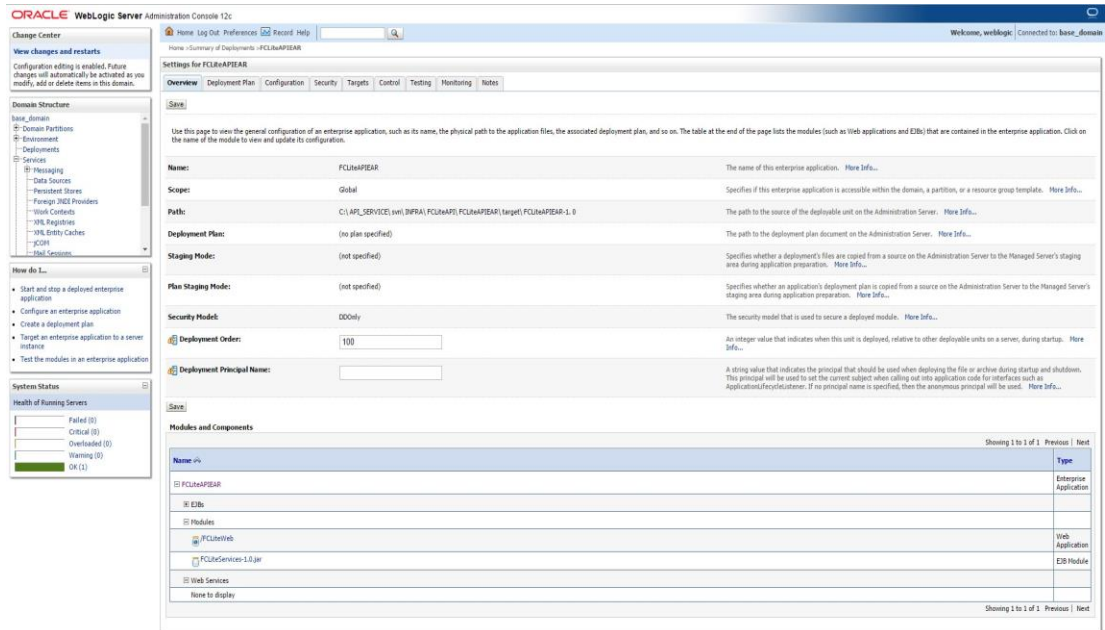 ORACLE WebLogic Server Administration Console 12c
Change Center
View changes and restarts
Configuration editing is enabled. Future
changes will automatically be activated as you
modify, add or delete items in this domain.
Domain Structure
base_domain
Domain Partitions
Environment
Deployments
Services
Messaging
Data Sources
Persistent Stores
Foreign JNDI Providers
Work Contexts
XML Registries
XML Entity Caches
jCOM
Mail Sessions
How do I...
Start and stop a deployed enterprise
application
Configure an enterprise application
Create a deployment plan
Target an enterprise application to a server
instance
Test the modules in an enterprise application
System Status
Health of Running Servers
Failed (0)
Critical (0)
Overloaded (0)
Warning (0)
OK (1)
Home Log Out Preferences Record Help
Welcome, weblogic Connected to: base_domain
Home >Summary of Deployments >FCLiteAPIEAR
Settings for FCLiteAPIEAR
Overview Deployment Plan Configuration Security Targets Control Testing Monitoring Notes
Save
Use this page to view the general configuration of an enterprise application, such as its name, the physical path to the application files, the associated deployment plan, and so on. The table at the end of the page lists the modules (such as Web applications and EJBs) that are contained in the enterprise application. Click on
the name of the module to view and update its configuration.
Name: FCLiteAPIEAR The name of this enterprise application. More Info...
Scope: Global Specifies if this enterprise application is accessible within the domain, a partition, or a resource group template. More Info...
Path: C:\ API_SERVICE\ svn\ INFRA\ FCLiteAPI\ FCLiteAPIEAR\ target\ FCLiteAPIEAR-1. 0 The path to the source of the deployable unit on the Administration Server. More Info...
Deployment Plan: (no plan specified) The path to the deployment plan document on the Administration Server. More Info...
Staging Mode: (not specified) Specifies whether a deployment's files are copied from a source on the Administration Server to the Managed Server's staging
area during application preparation. More Info...
Plan Staging Mode: (not specified) Specifies whether an application's deployment plan is copied from a source on the Administration Server to the Managed Server's
staging area during application preparation. More Info...
Security Model: DDOnly The security model that is used to secure a deployed module. More Info...
Deployment Order: 100 An integer value that indicates when this unit is deployed, relative to other deployable units on a server, during startup. More
Info...
Deployment Principal Name: A string value that indicates the principal that should be used when deploying the file or archive during startup and shutdown.
This principal will be used to set the current subject when calling out into application code for interfaces such as
ApplicationLifecycleListener. If no principal name is specified, then the anonymous principal will be used. More Info...
Save
Modules and Components
Showing 1 to 1 of 1 Previous | Next
Name Type
FCLiteAPIEAR Enterprise
Application
EJBs
Modules
/FCLiteWeb Web
Application
FCLiteServices-1.0.jar EJB Module
Web Services
None to display
Showing 1 to 1 of 1 Previous | Next